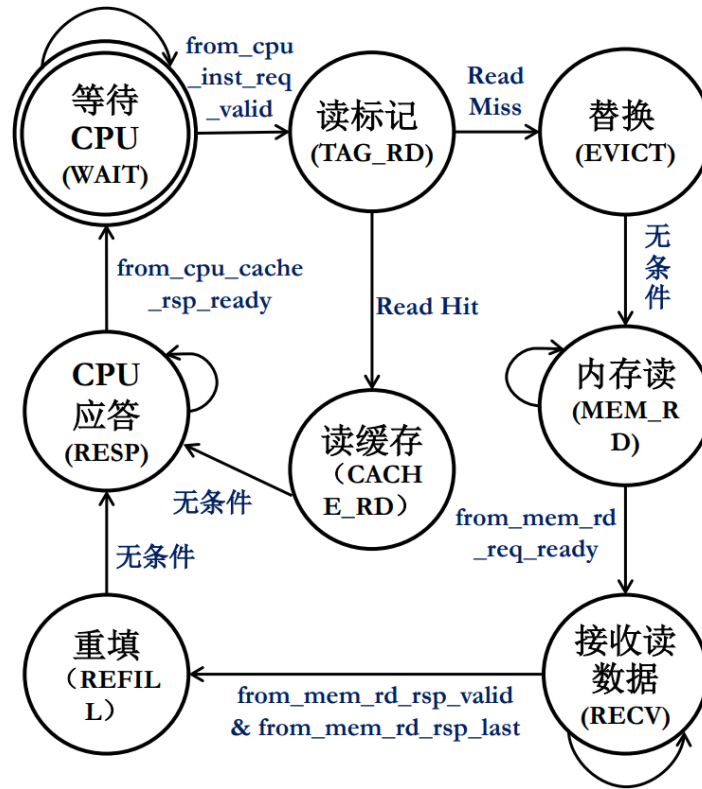 等待
CPU
(WAIT)
from_cpu
_inst_req
_valid
读标记
(TAG_RD)
Read
Miss
替换
(EVICT)
from_cpu_cache
_rsp_ready
Read Hit
无
条
件
CPU
应答
(RESP)
无条件
读缓存
（CACH
E_RD）
内存读
(MEM_R
D)
无条件
from_mem_rd
_req_ready
重填
（REFIL
L）
from_mem_rd_rsp_valid
& from_mem_rd_rsp_last
接收读
数据
(RECV)